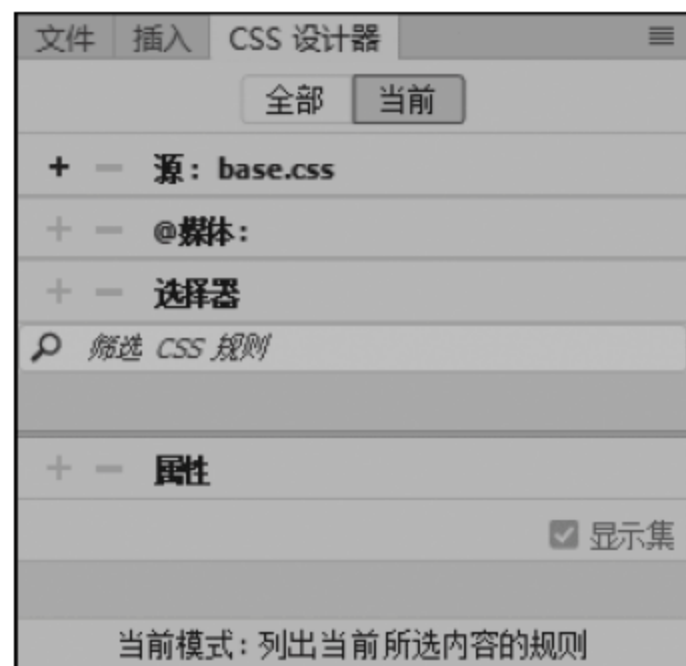 文件 插入 CSS 设计器
全部 当前
+ − 源: base.css
+ − @媒体:
+ − 选择器
筛选 CSS 规则
+ − 属性
显示集
当前模式: 列出当前所选内容的规则